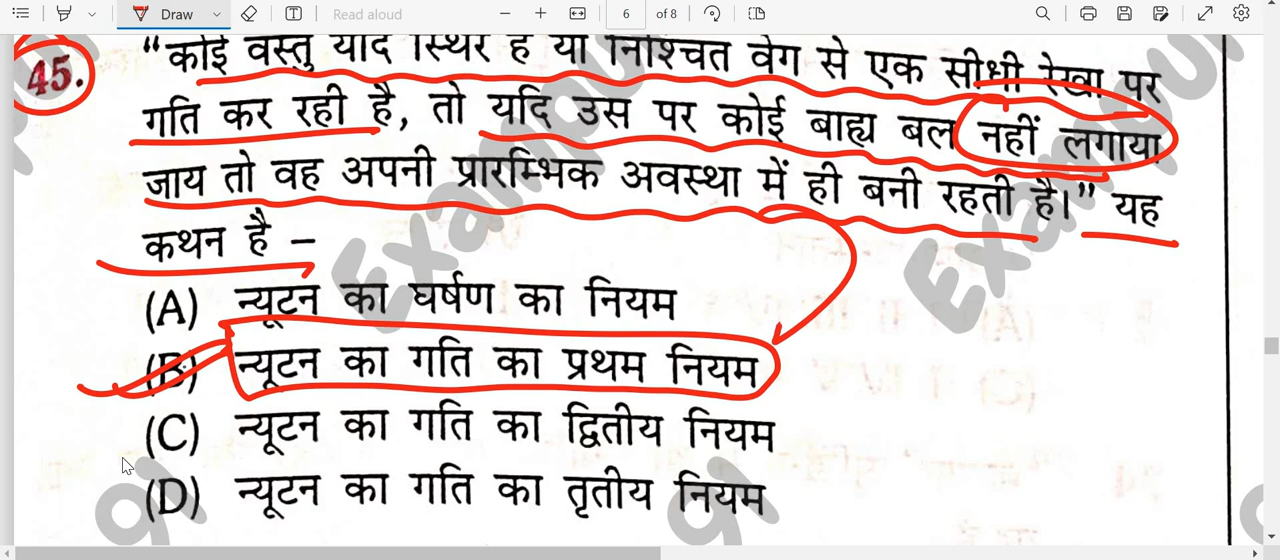 Draw
Read aloud
6 of 8
45. “कोई वस्तु यदि स्थिर है या निश्चित वेग से एक सीधी रेखा पर
गति कर रही है, तो यदि उस पर कोई बाह्य बल नहीं लगाया
जाय तो वह अपनी प्रारम्भिक अवस्था में ही बनी रहती है।” यह
कथन है –
(A) न्यूटन का घर्षण का नियम
(B) न्यूटन का गति का प्रथम नियम
(C) न्यूटन का गति का द्वितीय नियम
(D) न्यूटन का गति का तृतीय नियम